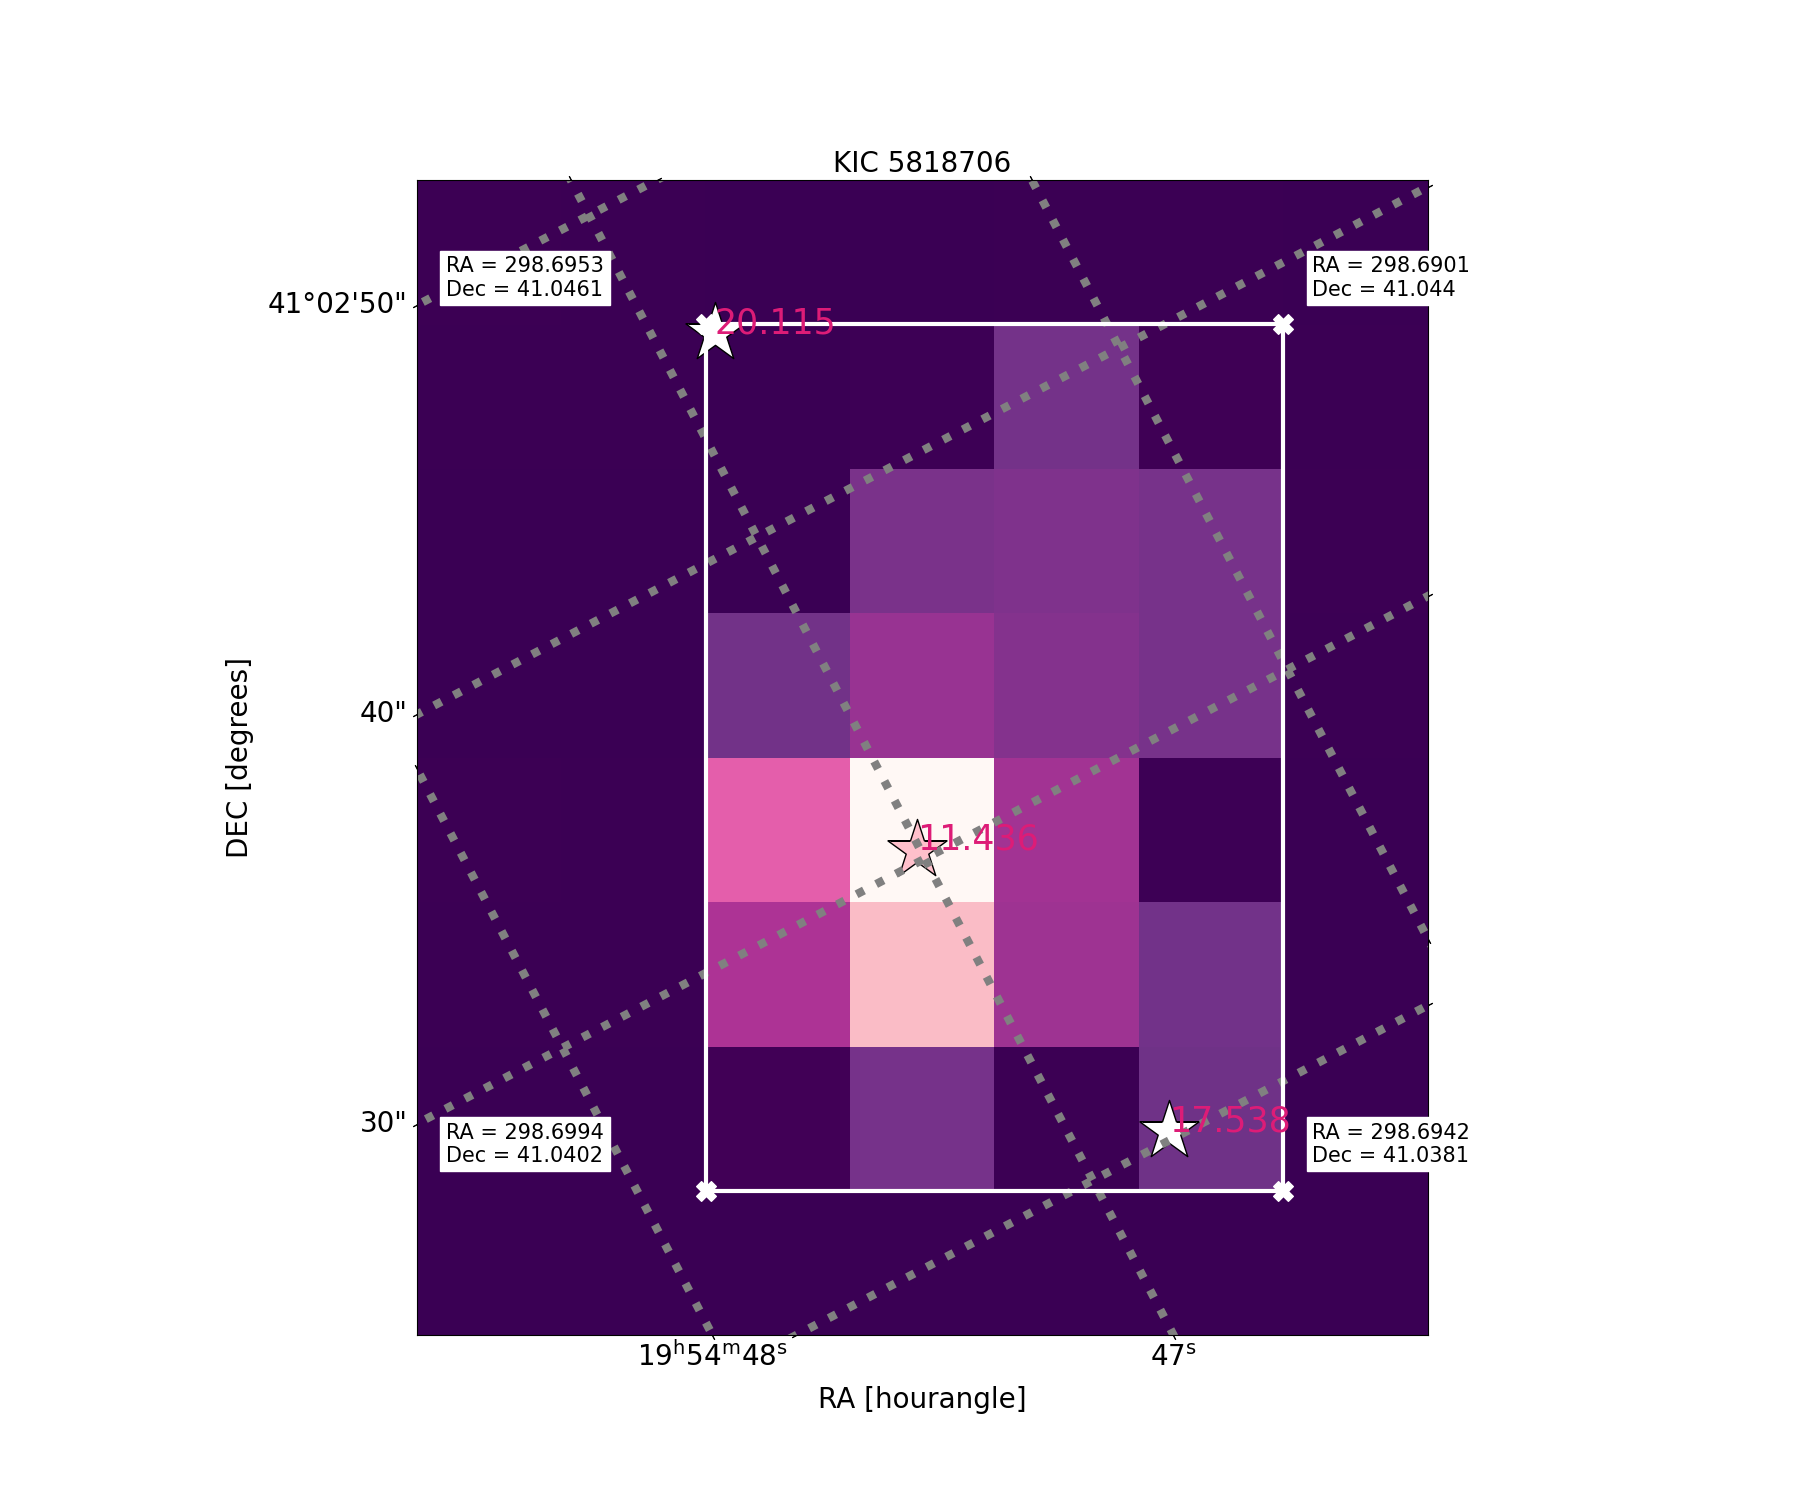 KIC 5818706
RA = 298.6953
Dec = 41.0461
RA = 298.6901
Dec = 41.044
41°02'50"
20.115
40"
DEC [degrees]
11.436
30"
17.538
RA = 298.6994
Dec = 41.0402
RA = 298.6942
Dec = 41.0381
19ʰ54ᵐ48ˢ
47ˢ
RA [hourangle]